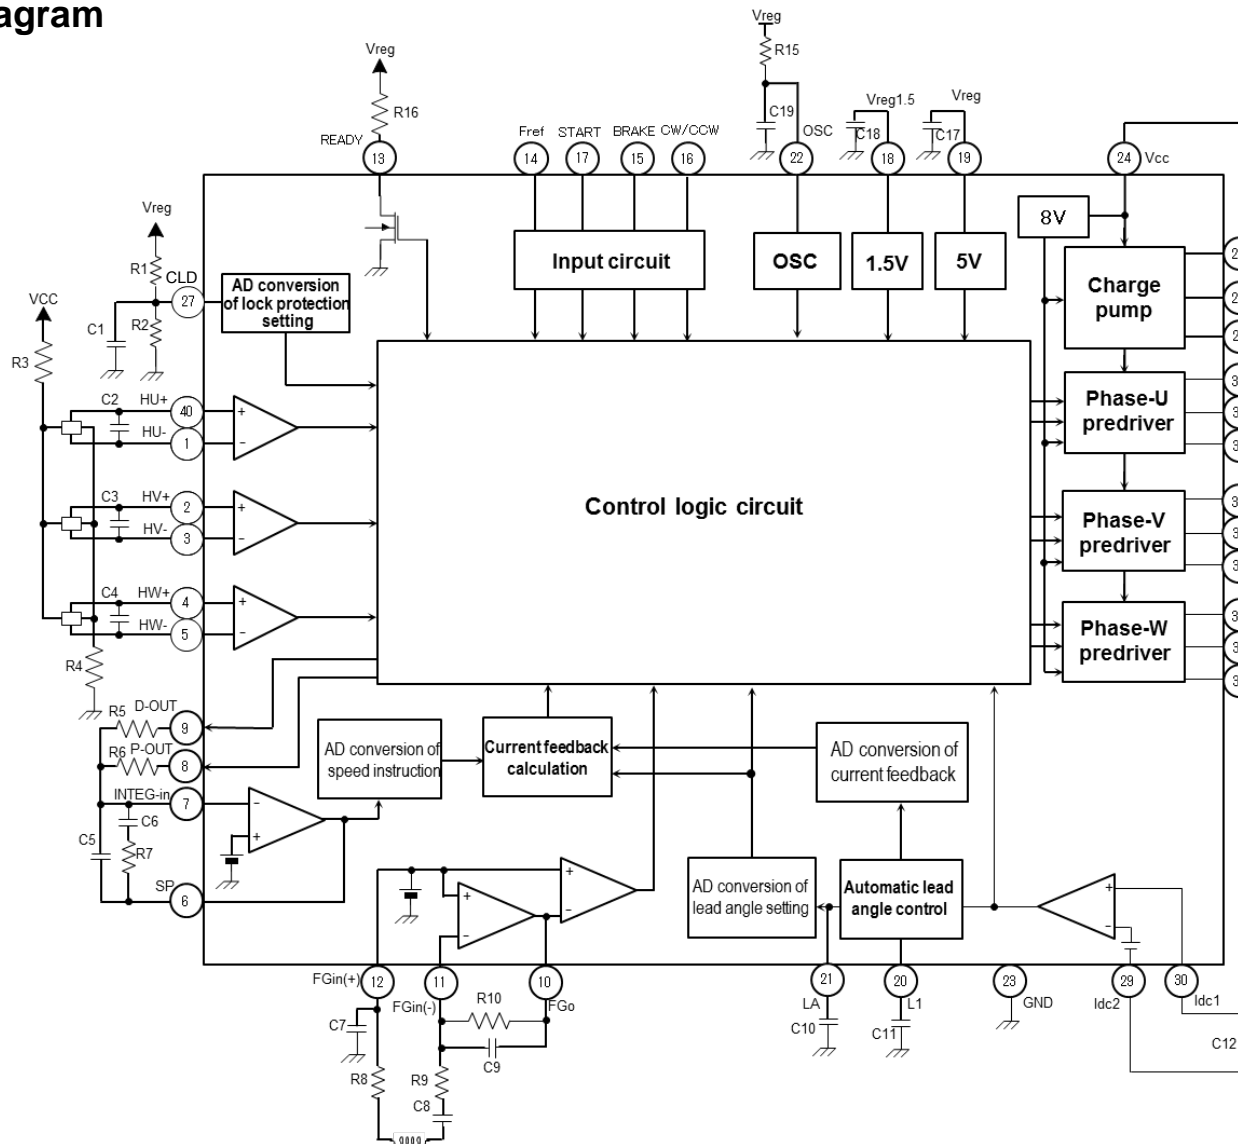 agram
Vreg
R15
Vreg
R16
C19
OSC
Vreg1.5
C18
Vreg
C17
READY
13
Fref
START
BRAKE
CW/CCW
14
17
15
16
22
18
19
24
Vcc
8V
Vreg
R1
CLD
27
C1
R2
AD conversion
of lock protection
setting
Input circuit
OSC
1.5V
5V
Charge
pump
VCC
R3
C2
HU+
40
HU-
1
+
-
C3
HV+
2
HV-
3
+
-
C4
HW+
4
HW-
5
+
-
R4
Control logic circuit
Phase-U
predriver
Phase-V
predriver
Phase-W
predriver
R5
D-OUT
9
R6
P-OUT
8
INTEG-in
7
C5
C6
R7
SP
6
-
+
AD conversion of
speed instruction
Current feedback
calculation
AD conversion of
current feedback
AD conversion of
lead angle setting
Automatic lead
angle control
+
-
+
-
+
-
FGin(+)
12
FGin(-)
11
10
FGo
R10
C7
C9
R8
R9
C8
21
LA
C10
20
L1
C11
23
GND
29
Idc2
30
Idc1
C12